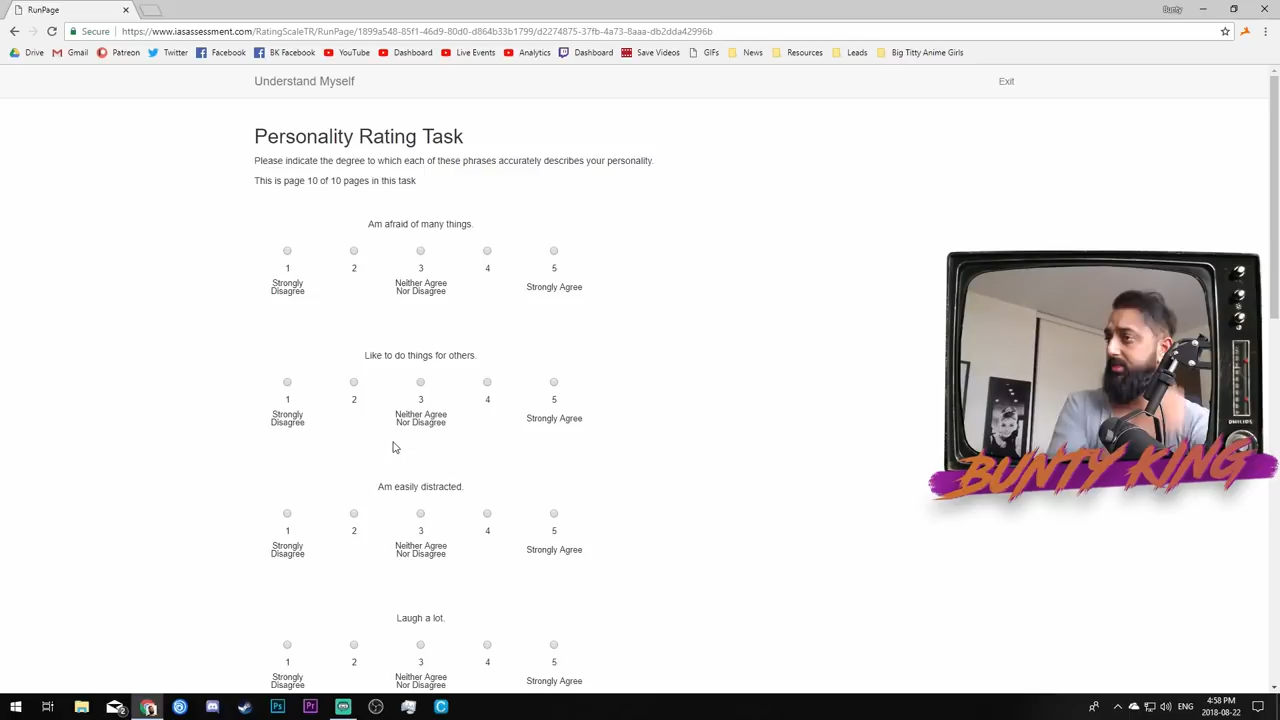 RunPage
Bunty
Secure
https://www.iasassessment.com/RatingScaleTR/RunPage/1899a548-85f1-46d9-80d0-d864b33b1799/d2274875-37fb-4a73-8aaa-db2dda42996b
Drive Gmail Patreon Twitter Facebook BK Facebook YouTube Dashboard Live Events Analytics Dashboard Save Videos GIFs News Resources Leads Big Titty Anime Girls
Understand Myself Exit
Personality Rating Task
Please indicate the degree to which each of these phrases accurately describes your personality.
This is page 10 of 10 pages in this task
Am afraid of many things.
1 2 3 4 5
Strongly Disagree Neither Agree Nor Disagree Strongly Agree
Like to do things for others.
1 2 3 4 5
Strongly Disagree Neither Agree Nor Disagree Strongly Agree
Am easily distracted.
1 2 3 4 5
Strongly Disagree Neither Agree Nor Disagree Strongly Agree
Laugh a lot.
1 2 3 4 5
Strongly Disagree Neither Agree Nor Disagree Strongly Agree
PHILIPS
BUNTY KING
4:58 PM
2018-08-22